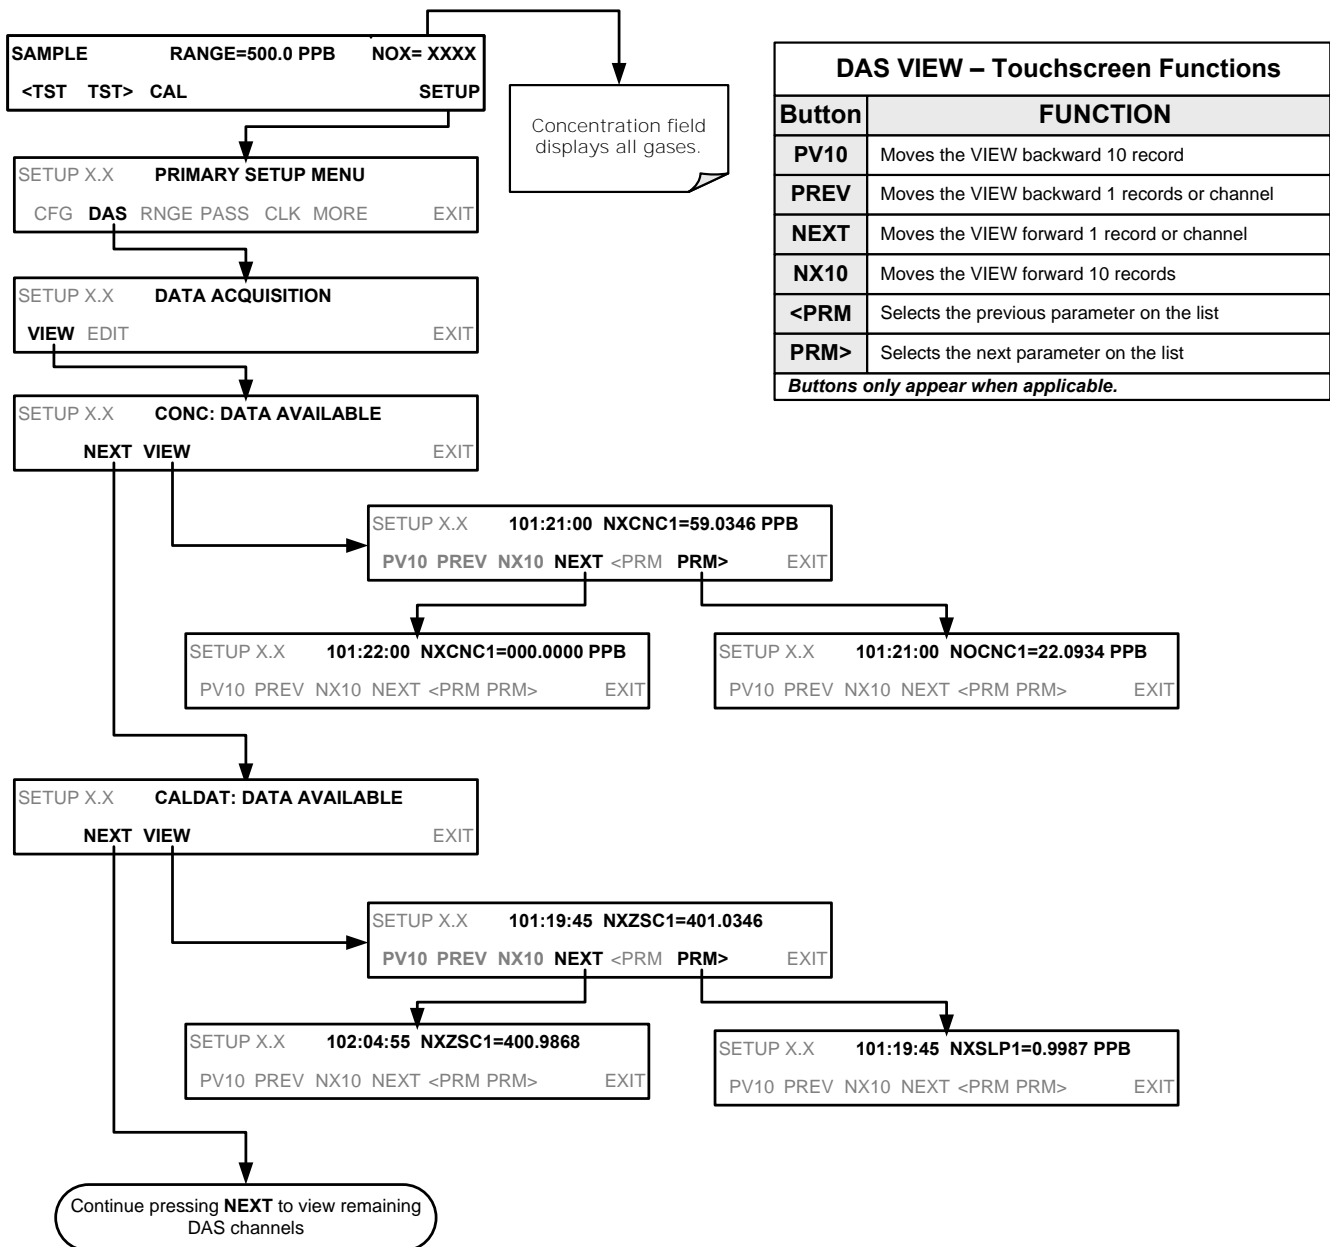 SAMPLE RANGE=500.0 PPB NOX= XXXX
<TST TST> CAL SETUP
Concentration field
displays all gases.
DAS VIEW – Touchscreen Functions
Button FUNCTION
PV10 Moves the VIEW backward 10 record
PREV Moves the VIEW backward 1 records or channel
NEXT Moves the VIEW forward 1 record or channel
NX10 Moves the VIEW forward 10 records
<PRM Selects the previous parameter on the list
PRM> Selects the next parameter on the list
Buttons only appear when applicable.
SETUP X.X PRIMARY SETUP MENU
CFG DAS RNGE PASS CLK MORE EXIT
SETUP X.X DATA ACQUISITION
VIEW EDIT EXIT
SETUP X.X CONC: DATA AVAILABLE
NEXT VIEW EXIT
SETUP X.X 101:21:00 NXCNC1=59.0346 PPB
PV10 PREV NX10 NEXT <PRM PRM> EXIT
SETUP X.X 101:22:00 NXCNC1=000.0000 PPB
PV10 PREV NX10 NEXT <PRM PRM> EXIT
SETUP X.X 101:21:00 NOCNC1=22.0934 PPB
PV10 PREV NX10 NEXT <PRM PRM> EXIT
SETUP X.X CALDAT: DATA AVAILABLE
NEXT VIEW EXIT
SETUP X.X 101:19:45 NXZSC1=401.0346
PV10 PREV NX10 NEXT <PRM PRM> EXIT
SETUP X.X 102:04:55 NXZSC1=400.9868
PV10 PREV NX10 NEXT <PRM PRM> EXIT
SETUP X.X 101:19:45 NXSLP1=0.9987 PPB
PV10 PREV NX10 NEXT <PRM PRM> EXIT
Continue pressing NEXT to view remaining
DAS channels